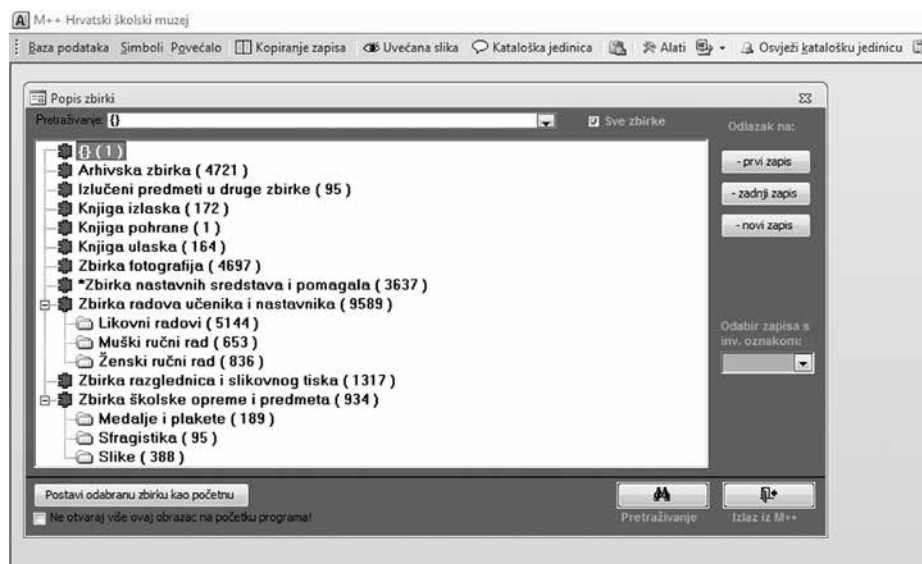 M++ Hrvatski školski muzej
Baza podataka Simboli Povećalo Kopiranje zapisa Uvećana slika Kataloška jedinica Alati Osvježi katalošku jedinicu
Popis zbirki
Pretraživanje: {} Sve zbirke
Odlazak na:
{} ( 1 )
Arhivska zbirka ( 4721 )
- prvi zapis
Izlučeni predmeti u druge zbirke ( 95 )
- zadnji zapis
Knjiga izlaska ( 172 )
Knjiga pohrane ( 1 )
- novi zapis
Knjiga ulaska ( 164 )
Zbirka fotografija ( 4697 )
*Zbirka nastavnih sredstava i pomagala ( 3637 )
Zbirka radova učenika i nastavnika ( 9589 )
Likovni radovi ( 5144 )
Muški ručni rad ( 653 )
Ženski ručni rad ( 836 )
Odabir zapisa s
inv. oznakom:
Zbirka razglednica i slikovnog tiska ( 1317 )
Zbirka školske opreme i predmeta ( 934 )
Medalje i plakete ( 189 )
Sfragistika ( 95 )
Slike ( 388 )
Postavi odabranu zbirku kao početnu
Ne otvaraj više ovaj obrazac na početku programa!
Pretraživanje
Izlaz iz M++